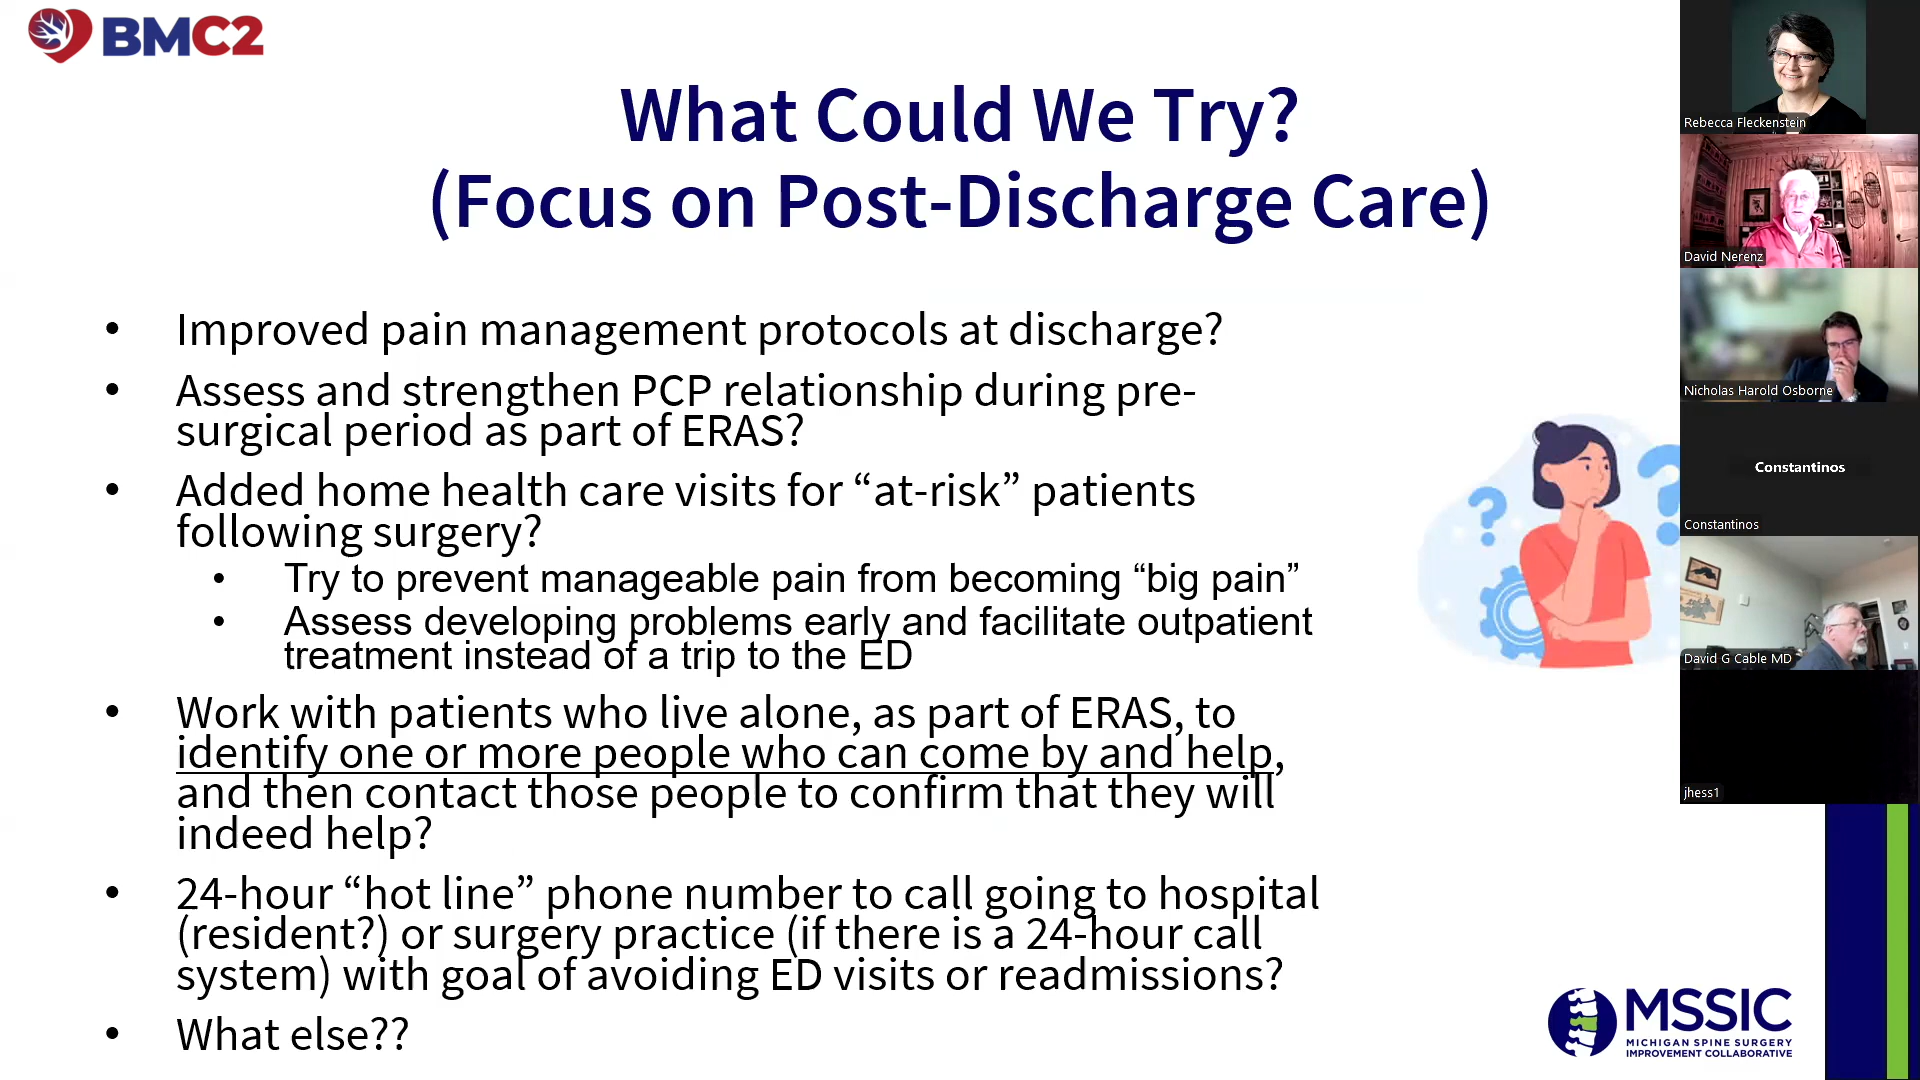 BMC2
What Could We Try?
(Focus on Post-Discharge Care)
• Improved pain management protocols at discharge?
• Assess and strengthen PCP relationship during pre-
surgical period as part of ERAS?
• Added home health care visits for “at-risk” patients
following surgery?
• Try to prevent manageable pain from becoming “big pain”
• Assess developing problems early and facilitate outpatient
treatment instead of a trip to the ED
• Work with patients who live alone, as part of ERAS, to
identify one or more people who can come by and help,
and then contact those people to confirm that they will
indeed help?
• 24-hour “hot line” phone number to call going to hospital
(resident?) or surgery practice (if there is a 24-hour call
system) with goal of avoiding ED visits or readmissions?
• What else??
MSSIC
MICHIGAN SPINE SURGERY
IMPROVEMENT COLLABORATIVE
Rebecca Fleckenstein
David Nerenz
Nicholas Harold Osborne
Constantinos
Constantinos
David G Cable MD
jhess1